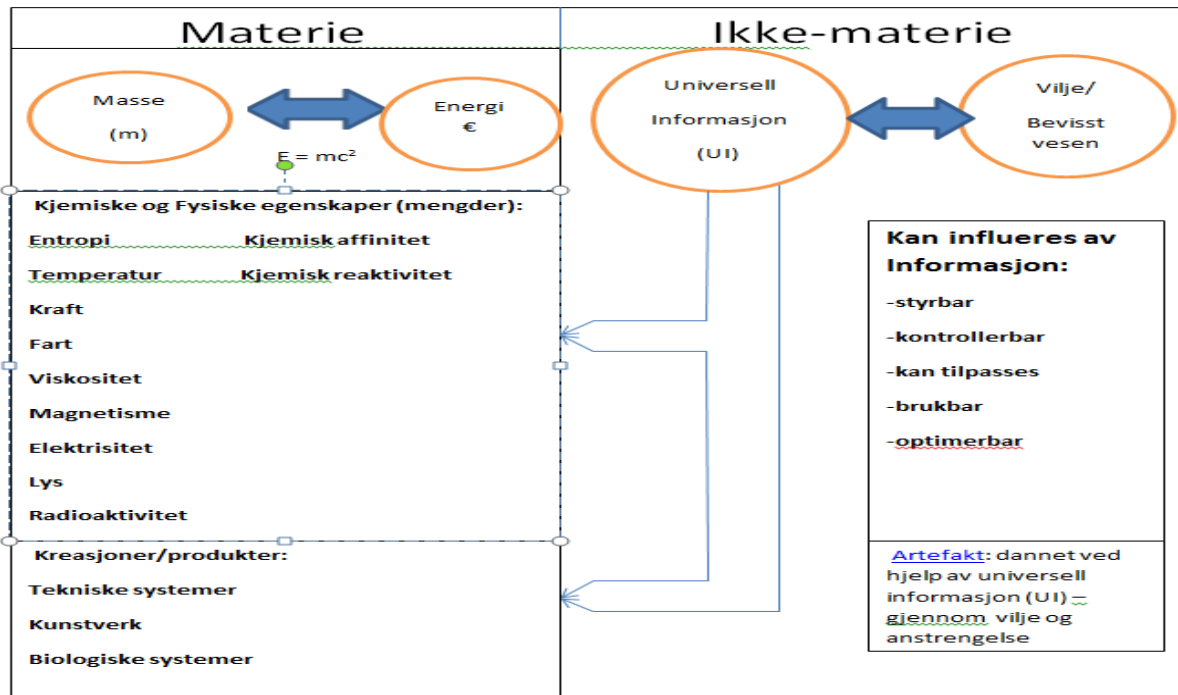 Materie
Ikke-materie
Masse
(m)
Energi
€
E = mc²
Universell
Informasjon
(UI)
Vilje/
Bevisst
vesen
Kjemiske og Fysiske egenskaper (mengder):
Entropi Kjemisk affinitet
Temperatur Kjemisk reaktivitet
Kraft
Fart
Viskositet
Magnetisme
Elektrisitet
Lys
Radioaktivitet
Kreasjoner/produkter:
Tekniske systemer
Kunstverk
Biologiske systemer
Kan influeres av
Informasjon:
-styrbar
-kontrollerbar
-kan tilpasses
-brukbar
-optimerbar
Artefakt: dannet ved
hjelp av universell
informasjon (UI) –
gjennom vilje og
anstrengelse